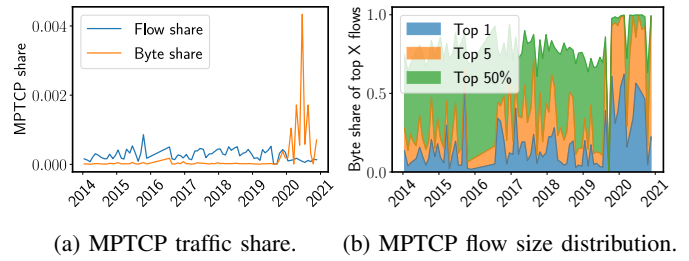 MPTCP share
0.004
0.002
0.000
Flow share
Byte share
2014
2015
2016
2017
2018
2019
2020
2021
Byte share of top X flows
1.0
0.5
0.0
Top 1
Top 5
Top 50%
2014
2015
2016
2017
2018
2019
2020
2021
(a) MPTCP traffic share.
(b) MPTCP flow size distribution.